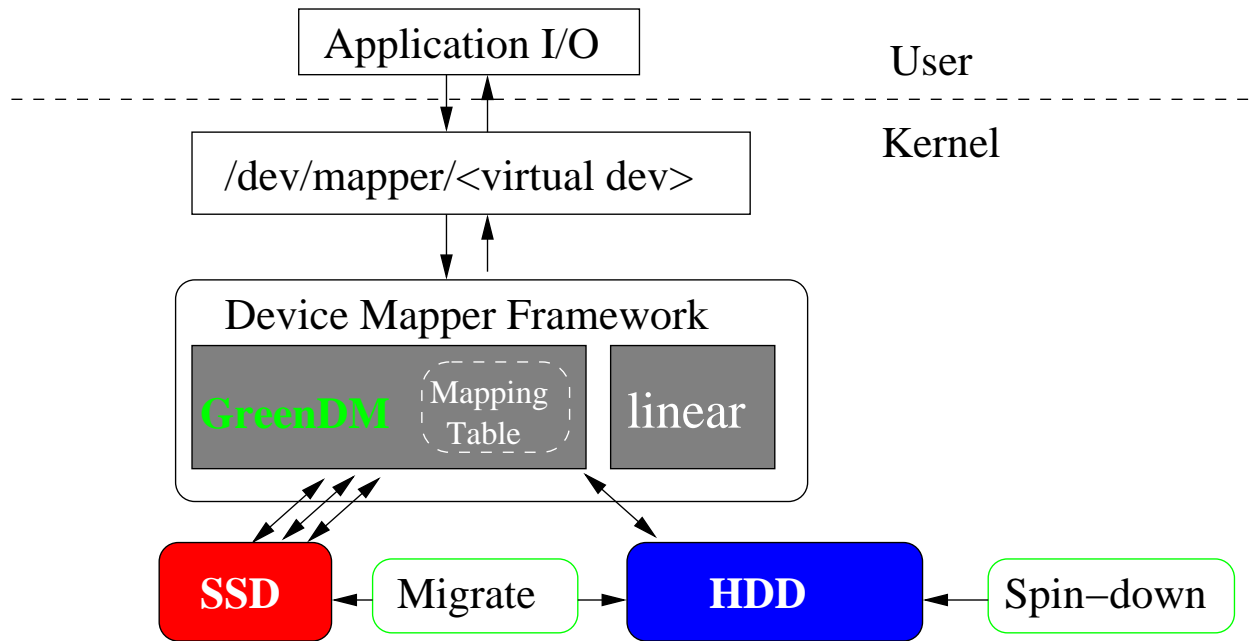 Application I/O
User
Kernel
/dev/mapper/<virtual dev>
Device Mapper Framework
GreenDM
Mapping
Table
linear
SSD
Migrate
HDD
Spin−down